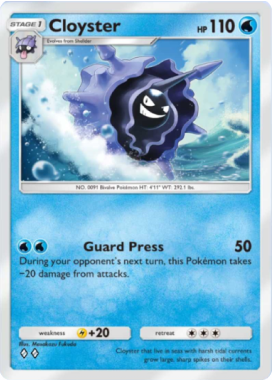 STAGE 1 Cloyster HP 110
Evolves from Shellder
NO. 0091 Bivalve Pokémon HT: 4'11" WT: 292.1 lbs.
Guard Press 50
During your opponent's next turn, this Pokémon takes
−20 damage from attacks.
weakness +20 retreat
Illus. Masakazu Fukuda
Cloyster that live in seas with harsh tidal currents
grow large, sharp spikes on their shells.